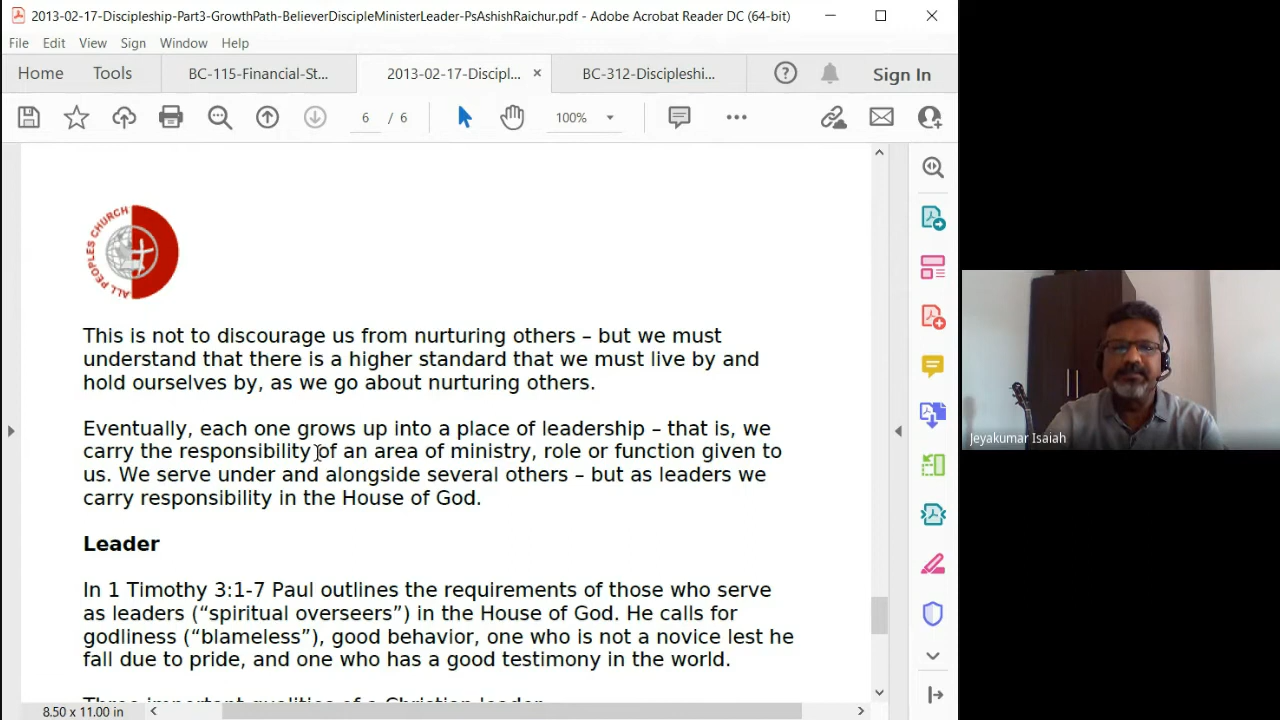 2013-02-17-Discipleship-Part3-GrowthPath-BelieverDiscipleMinisterLeader-PsAshishRaichur.pdf - Adobe Acrobat Reader DC (64-bit)
File Edit View Sign Window Help
Home Tools BC-115-Financial-St... 2013-02-17-Discipl... BC-312-Discipleshi... Sign In
6 / 6 100%
ALL PEOPLES CHURCH
This is not to discourage us from nurturing others – but we must
understand that there is a higher standard that we must live by and
hold ourselves by, as we go about nurturing others.
Eventually, each one grows up into a place of leadership – that is, we
carry the responsibility of an area of ministry, role or function given to
us. We serve under and alongside several others – but as leaders we
carry responsibility in the House of God.
Leader
In 1 Timothy 3:1-7 Paul outlines the requirements of those who serve
as leaders (“spiritual overseers”) in the House of God. He calls for
godliness (“blameless”), good behavior, one who is not a novice lest he
fall due to pride, and one who has a good testimony in the world.
Three important qualities of a Christian leader
8.50 x 11.00 in
Jeyakumar Isaiah